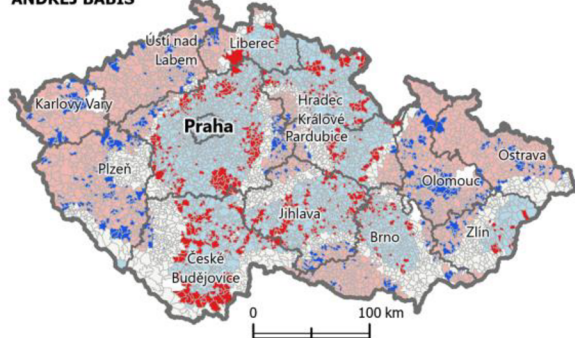 ANDREJ BABIŠ
Ústí nad
Labem
Liberec
Karlovy Vary
Hradec
Králové
Praha
Pardubice
Plzeň
Ostrava
Olomouc
Jihlava
Brno
Zlín
České
Budějovice
0 100 km